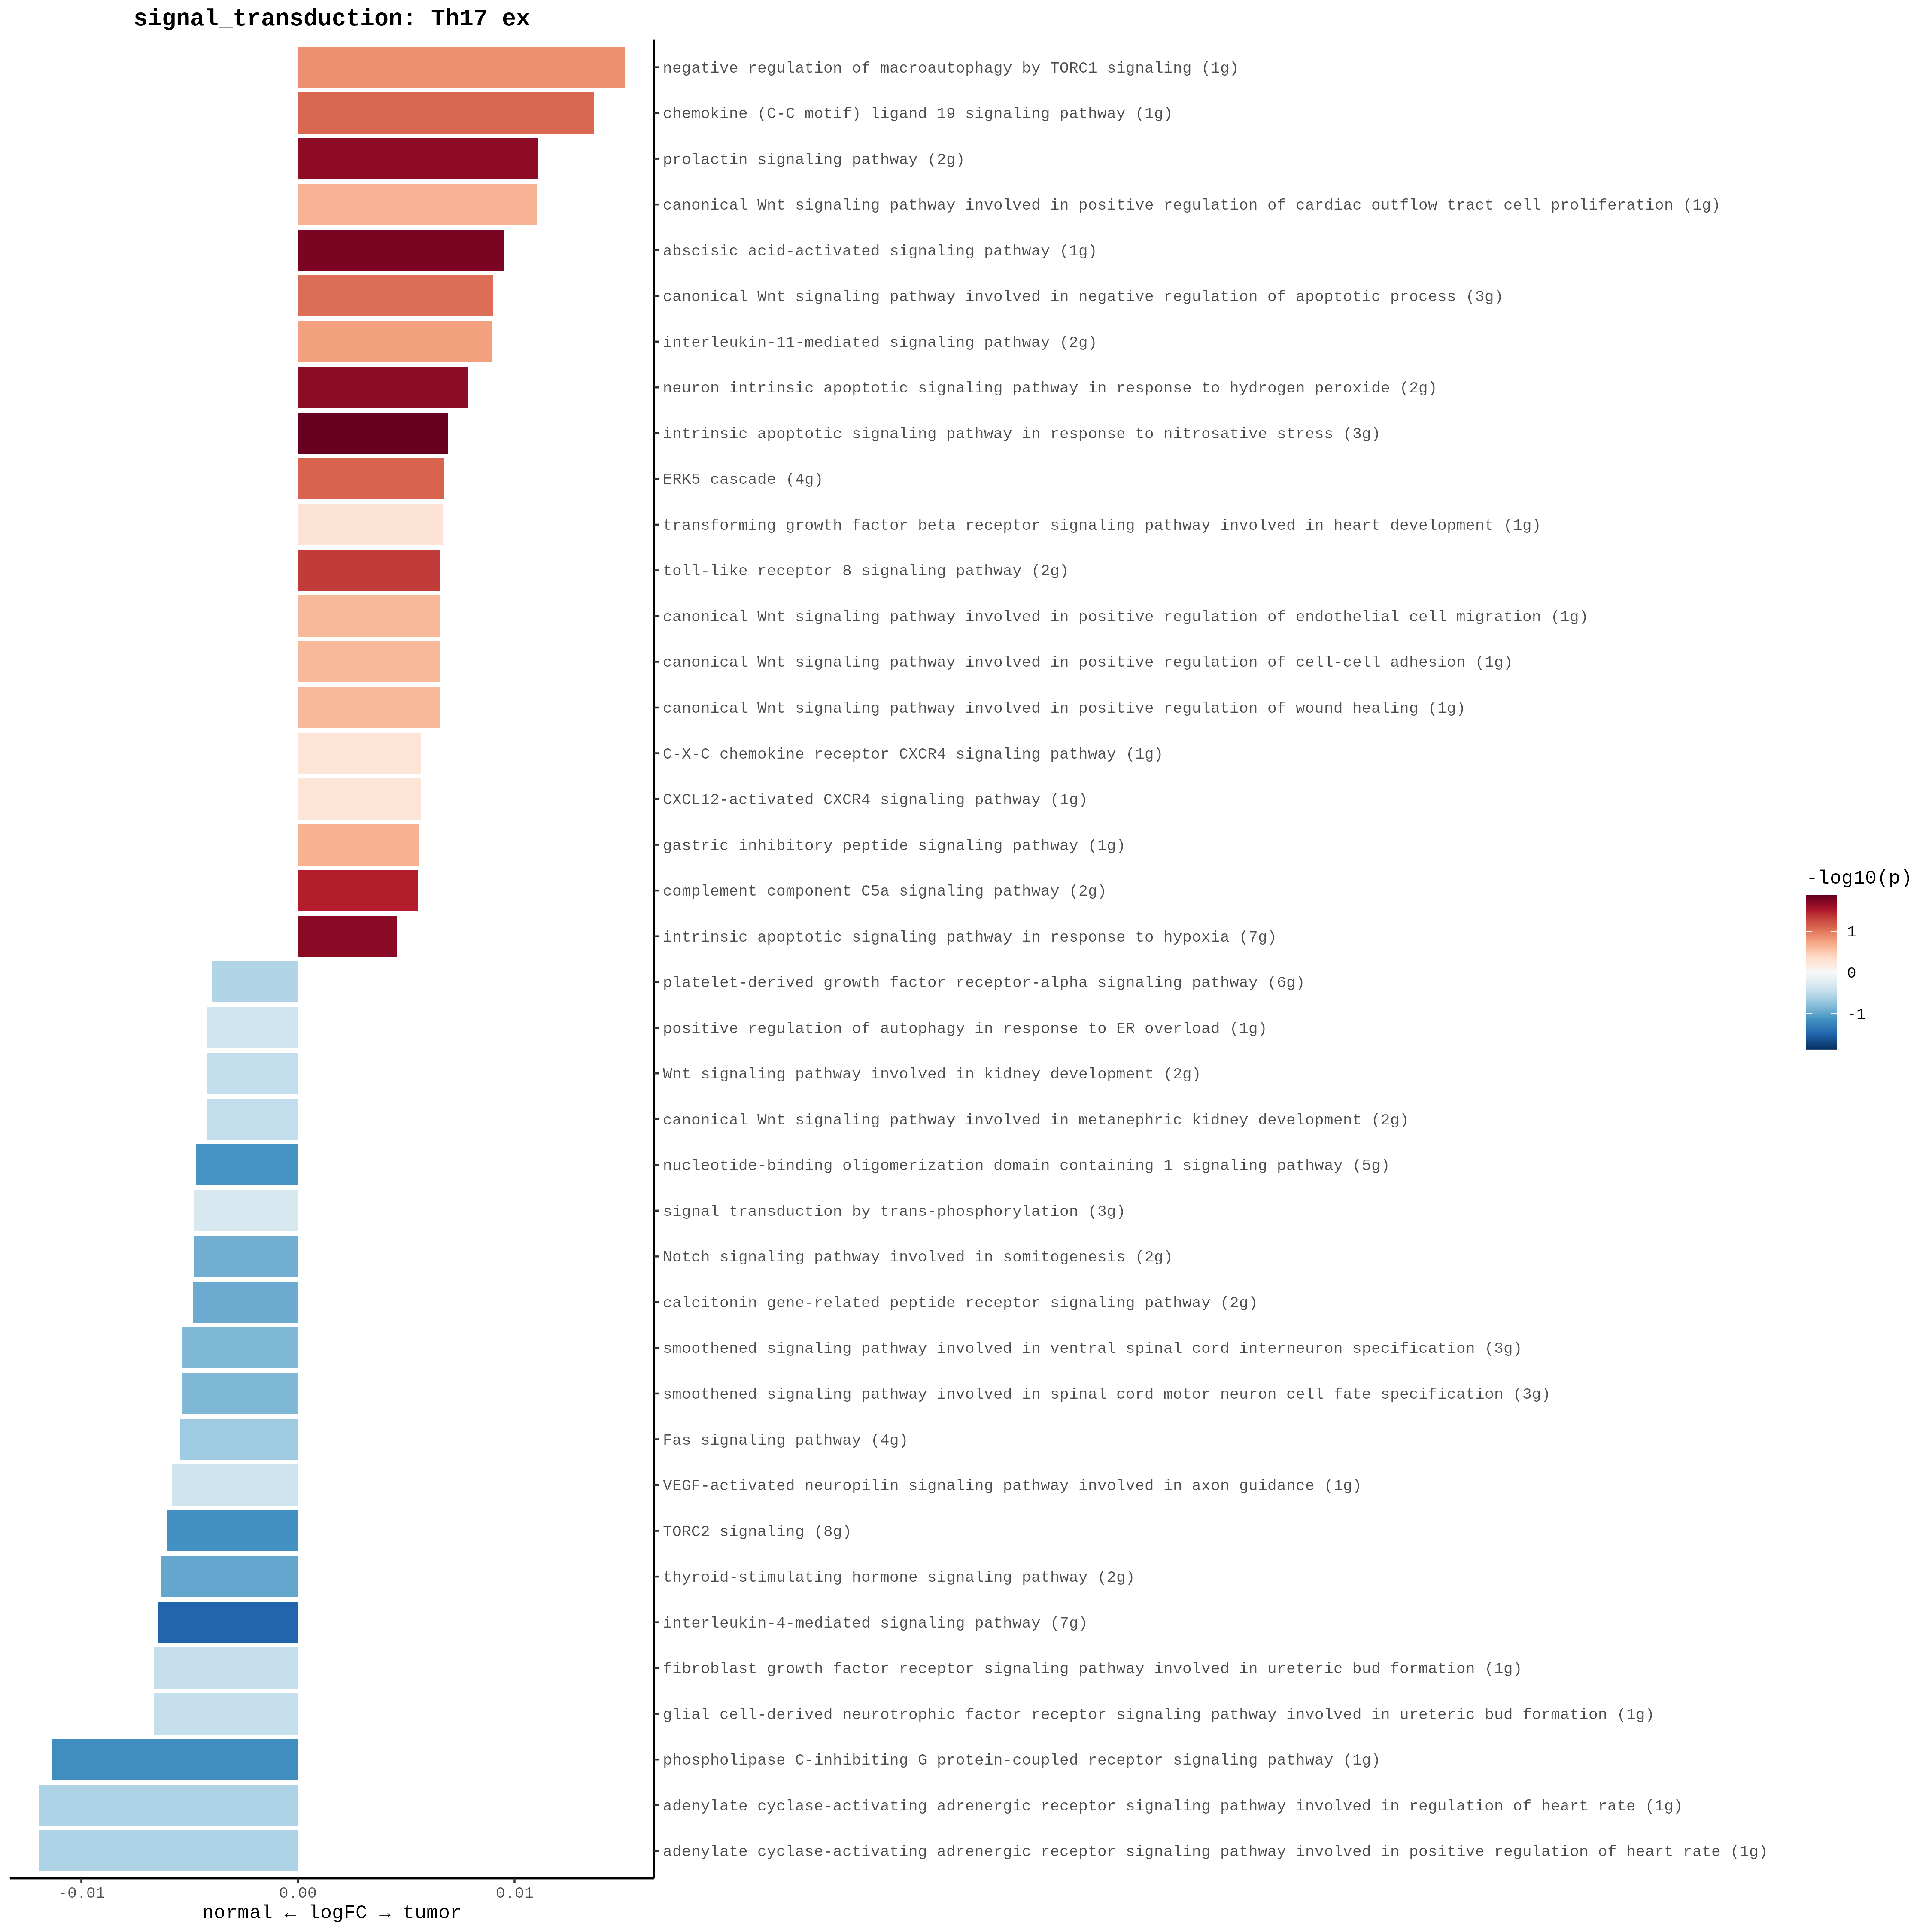 signal_transduction: Th17 ex
negative regulation of macroautophagy by TORC1 signaling (1g)
chemokine (C-C motif) ligand 19 signaling pathway (1g)
prolactin signaling pathway (2g)
canonical Wnt signaling pathway involved in positive regulation of cardiac outflow tract cell proliferation (1g)
abscisic acid-activated signaling pathway (1g)
canonical Wnt signaling pathway involved in negative regulation of apoptotic process (3g)
interleukin-11-mediated signaling pathway (2g)
neuron intrinsic apoptotic signaling pathway in response to hydrogen peroxide (2g)
intrinsic apoptotic signaling pathway in response to nitrosative stress (3g)
ERK5 cascade (4g)
transforming growth factor beta receptor signaling pathway involved in heart development (1g)
toll-like receptor 8 signaling pathway (2g)
canonical Wnt signaling pathway involved in positive regulation of endothelial cell migration (1g)
canonical Wnt signaling pathway involved in positive regulation of cell-cell adhesion (1g)
canonical Wnt signaling pathway involved in positive regulation of wound healing (1g)
C-X-C chemokine receptor CXCR4 signaling pathway (1g)
CXCL12-activated CXCR4 signaling pathway (1g)
gastric inhibitory peptide signaling pathway (1g)
complement component C5a signaling pathway (2g)
intrinsic apoptotic signaling pathway in response to hypoxia (7g)
platelet-derived growth factor receptor-alpha signaling pathway (6g)
positive regulation of autophagy in response to ER overload (1g)
Wnt signaling pathway involved in kidney development (2g)
canonical Wnt signaling pathway involved in metanephric kidney development (2g)
nucleotide-binding oligomerization domain containing 1 signaling pathway (5g)
signal transduction by trans-phosphorylation (3g)
Notch signaling pathway involved in somitogenesis (2g)
calcitonin gene-related peptide receptor signaling pathway (2g)
smoothened signaling pathway involved in ventral spinal cord interneuron specification (3g)
smoothened signaling pathway involved in spinal cord motor neuron cell fate specification (3g)
Fas signaling pathway (4g)
VEGF-activated neuropilin signaling pathway involved in axon guidance (1g)
TORC2 signaling (8g)
thyroid-stimulating hormone signaling pathway (2g)
interleukin-4-mediated signaling pathway (7g)
fibroblast growth factor receptor signaling pathway involved in ureteric bud formation (1g)
glial cell-derived neurotrophic factor receptor signaling pathway involved in ureteric bud formation (1g)
phospholipase C-inhibiting G protein-coupled receptor signaling pathway (1g)
adenylate cyclase-activating adrenergic receptor signaling pathway involved in regulation of heart rate (1g)
adenylate cyclase-activating adrenergic receptor signaling pathway involved in positive regulation of heart rate (1g)
-0.01 0.00 0.01
normal ← logFC → tumor
-log10(p)
1
0
-1